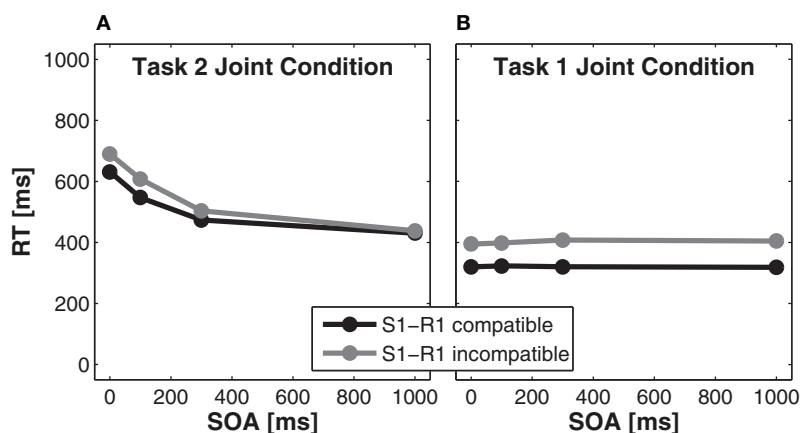 A
B
Task 2 Joint Condition
Task 1 Joint Condition
1000
800
600
400
200
0
RT [ms]
0 200 400 600 800 1000
SOA [ms]
0 200 400 600 800 1000
SOA [ms]
S1−R1 compatible
S1−R1 incompatible